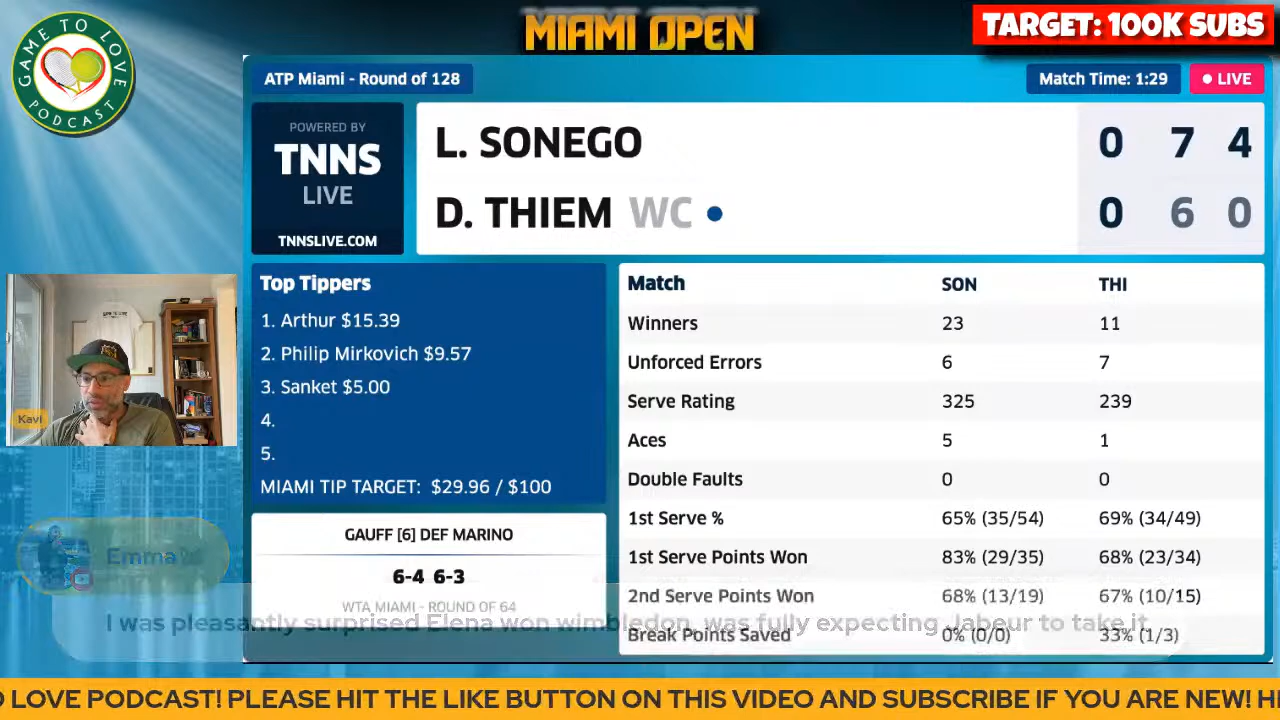 GAME TO LOVE
PODCAST
MIAMI OPEN
TARGET: 100K SUBS
ATP Miami - Round of 128
Match Time: 1:29
LIVE
POWERED BY
TNNS
LIVE
TNNSLIVE.COM
L. SONEGO 0 7 4
D. THIEM WC 0 6 0
Top Tippers
1. Arthur $15.39
2. Philip Mirkovich $9.57
3. Sanket $5.00
4.
5.
MIAMI TIP TARGET: $29.96 / $100
GAUFF [6] DEF MARINO
6-4 6-3
WTA MIAMI - ROUND OF 64
Match SON THI
Winners 23 11
Unforced Errors 6 7
Serve Rating 325 239
Aces 5 1
Double Faults 0 0
1st Serve % 65% (35/54) 69% (34/49)
1st Serve Points Won 83% (29/35) 68% (23/34)
2nd Serve Points Won 68% (13/19) 67% (10/15)
Break Points Saved 0% (0/0) 33% (1/3)
Kavi
Emma
I was pleasantly surprised Elena won wimbledon, was fully expecting Jabeur to take it
O LOVE PODCAST! PLEASE HIT THE LIKE BUTTON ON THIS VIDEO AND SUBSCRIBE IF YOU ARE NEW! H